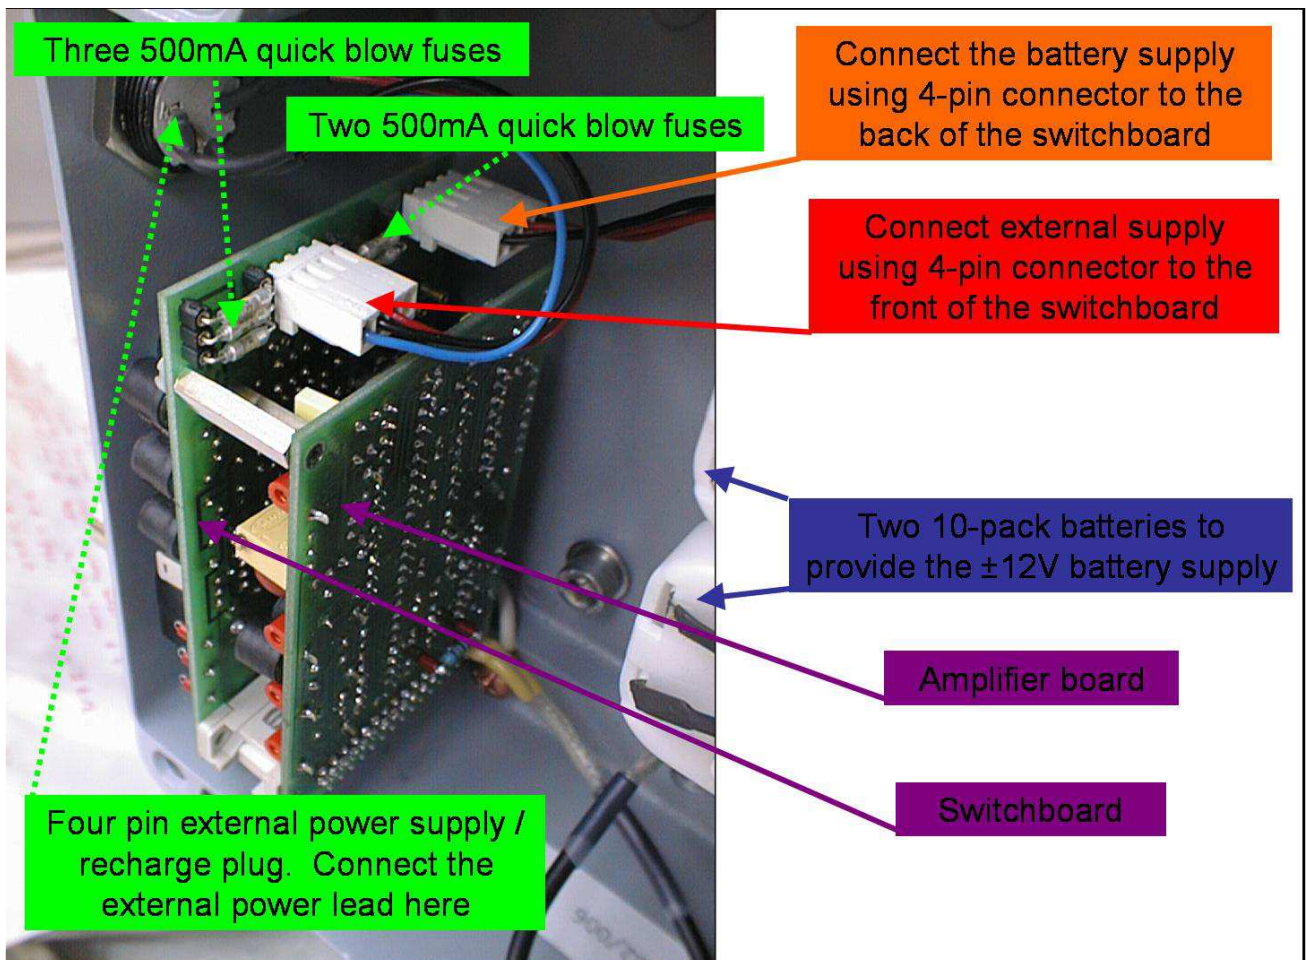 Three 500mA quick blow fuses
Two 500mA quick blow fuses
Connect the battery supply
using 4-pin connector to the
back of the switchboard
Connect external supply
using 4-pin connector to the
front of the switchboard
Two 10-pack batteries to
provide the ±12V battery supply
Amplifier board
Switchboard
Four pin external power supply /
recharge plug.  Connect the
external power lead here